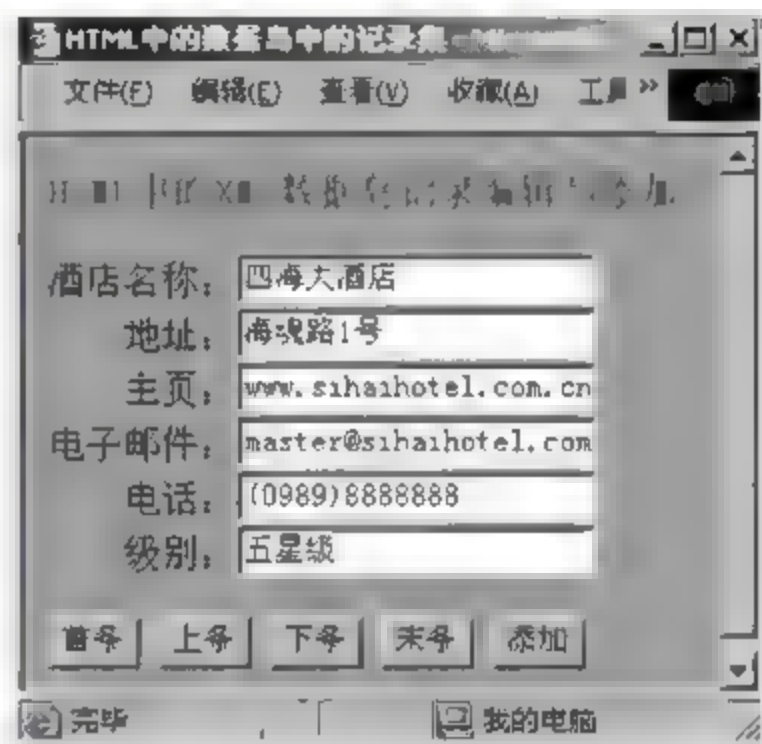 HTML中的数据岛中的记录集
文件(F) 编辑(E) 查看(V) 收藏(A) 工具 »
酒店名称: 四海大酒店
地址: 海魂路1号
主页: www.sihaihotel.com.cn
电子邮件: master@sihaihotel.com
电话: (0989)8888888
级别: 五星级
首条 上条 下条 末条 添加
完毕 我的电脑